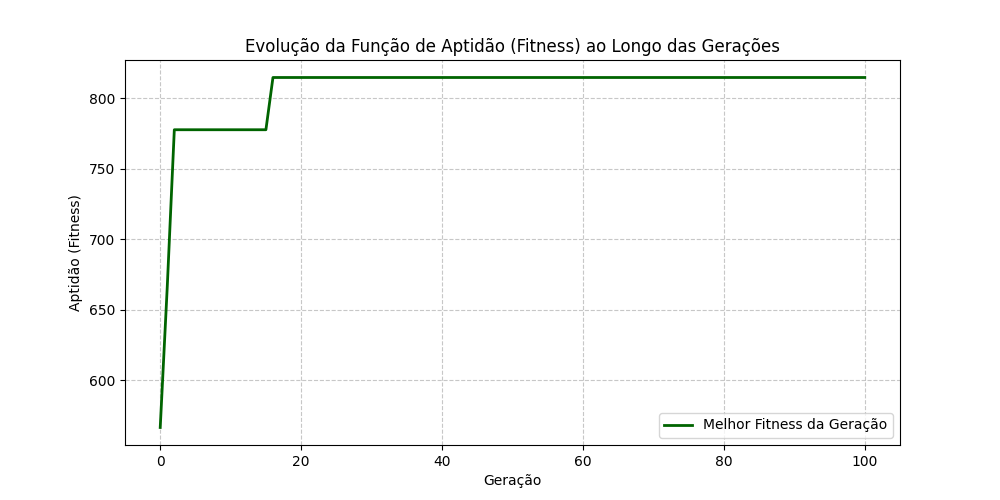 Evolução da Função de Aptidão (Fitness) ao Longo das Gerações
Aptidão (Fitness)
800
750
700
650
600
0 20 40 60 80 100
Geração
Melhor Fitness da Geração